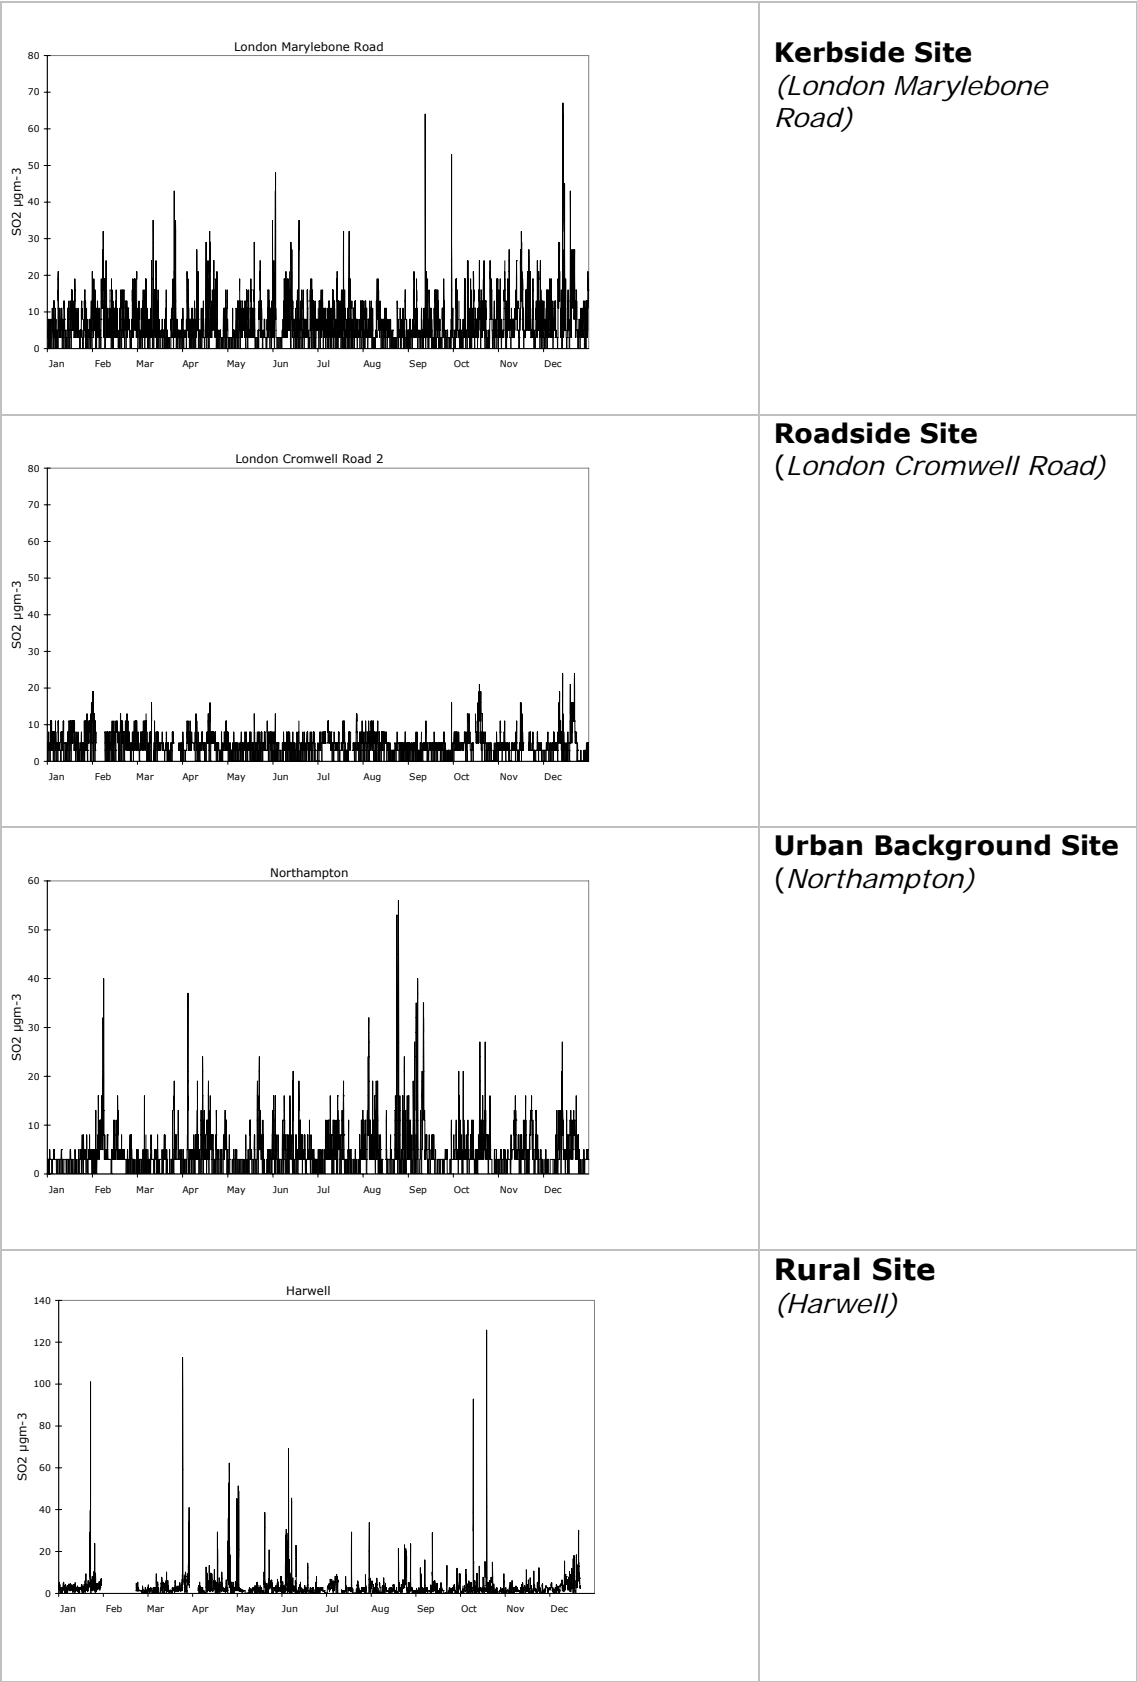 London Marylebone Road
80
70
60
50
40
30
20
10
0
SO2 µgm-3
Jan Feb Mar Apr May Jun Jul Aug Sep Oct Nov Dec
Kerbside Site
(London Marylebone
Road)
London Cromwell Road 2
80
70
60
50
40
30
20
10
0
SO2 µgm-3
Jan Feb Mar Apr May Jun Jul Aug Sep Oct Nov Dec
Roadside Site
(London Cromwell Road)
Northampton
60
50
40
30
20
10
0
SO2 µgm-3
Jan Feb Mar Apr May Jun Jul Aug Sep Oct Nov Dec
Urban Background Site
(Northampton)
Harwell
140
120
100
80
60
40
20
0
SO2 µgm-3
Jan Feb Mar Apr May Jun Jul Aug Sep Oct Nov Dec
Rural Site
(Harwell)